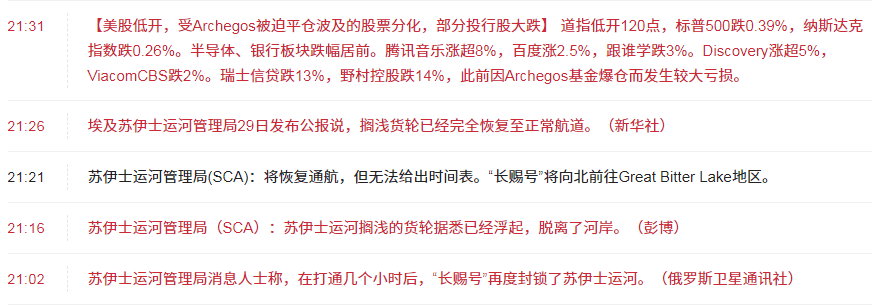 21:31
【美股低开，受Archegos被迫平仓波及的股票分化，部分投行股大跌】 道指低开120点，标普500跌0.39%，纳斯达克
指数跌0.26%。半导体、银行板块跌幅居前。腾讯音乐涨超8%，百度涨2.5%，跟谁学跌3%。Discovery涨超5%，
ViacomCBS跌2%。瑞士信贷跌13%，野村控股跌14%，此前因Archegos基金爆仓而发生较大亏损。
21:26
埃及苏伊士运河管理局29日发布公报说，搁浅货轮已经完全恢复至正常航道。（新华社）
21:21
苏伊士运河管理局(SCA)：将恢复通航，但无法给出时间表。“长赐号”将向北前往Great Bitter Lake地区。
21:16
苏伊士运河管理局（SCA）：苏伊士运河搁浅的货轮据悉已经浮起，脱离了河岸。（彭博）
21:02
苏伊士运河管理局消息人士称，在打通几个小时后，“长赐号”再度封锁了苏伊士运河。（俄罗斯卫星通讯社）